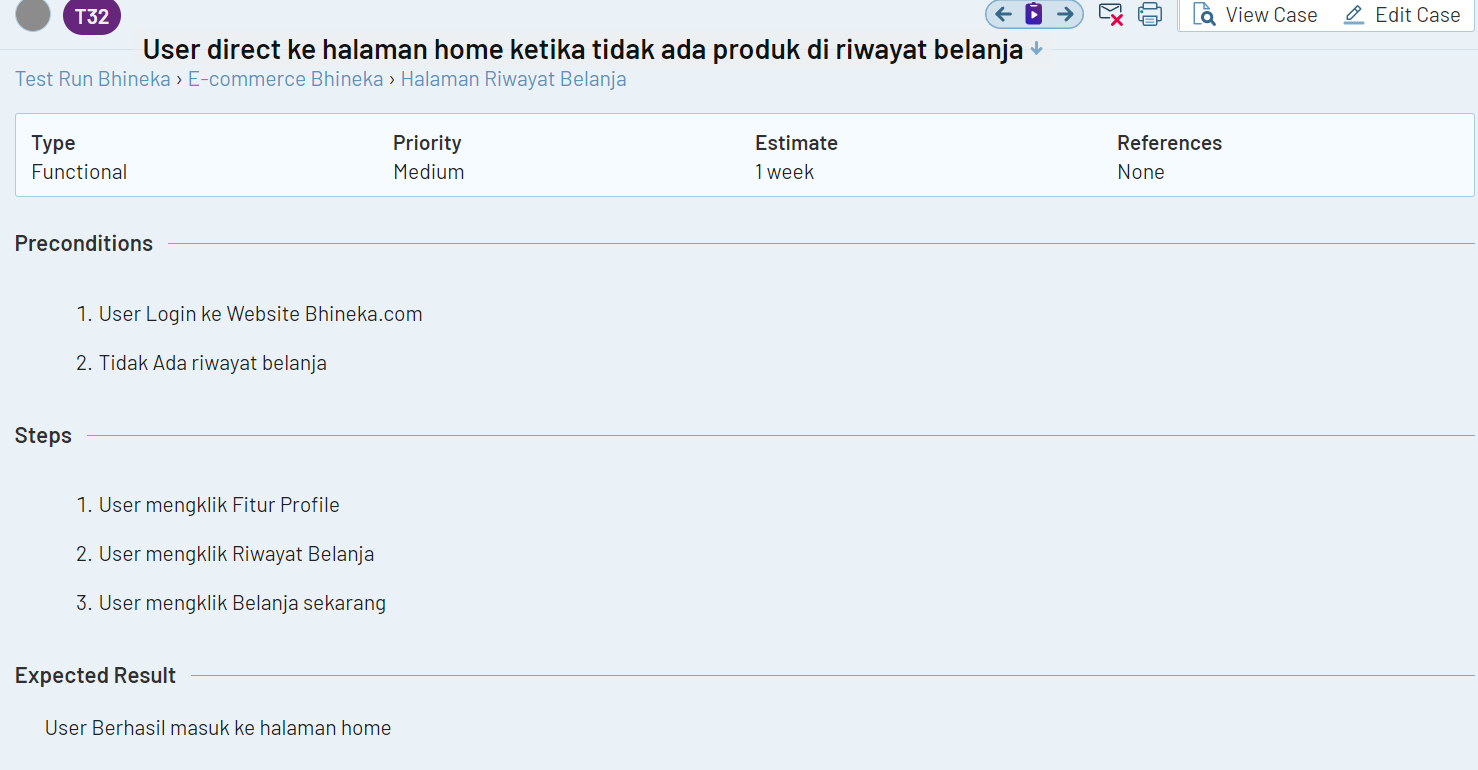 T32
View Case
Edit Case
User direct ke halaman home ketika tidak ada produk di riwayat belanja
Test Run Bhineka › E-commerce Bhineka › Halaman Riwayat Belanja
Type
Priority
Estimate
References
Functional
Medium
1 week
None
Preconditions
1. User Login ke Website Bhineka.com
2. Tidak Ada riwayat belanja
Steps
1. User mengklik Fitur Profile
2. User mengklik Riwayat Belanja
3. User mengklik Belanja sekarang
Expected Result
User Berhasil masuk ke halaman home